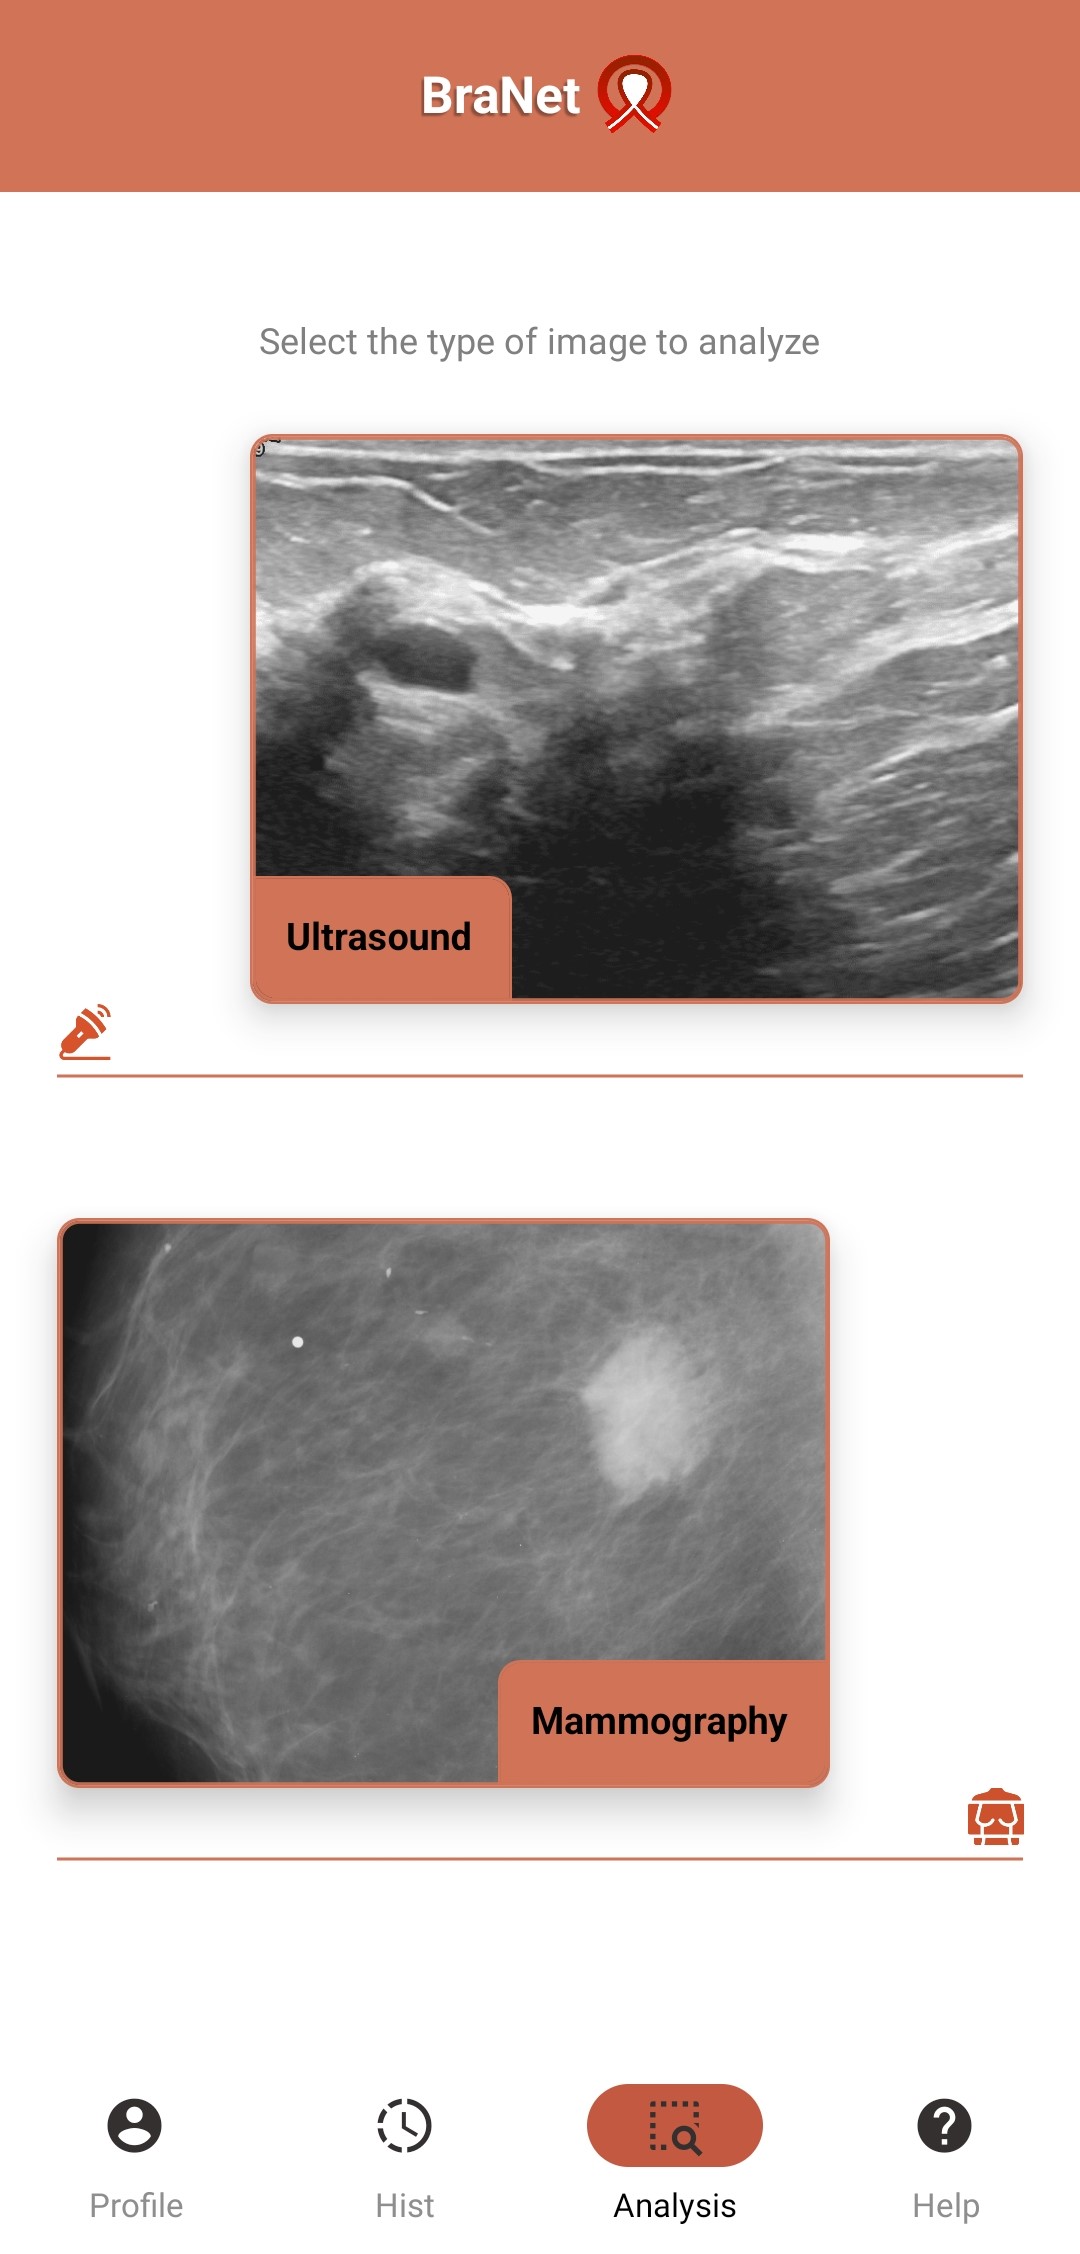 BraNet
Select the type of image to analyze
Ultrasound
Mammography
Profile
Hist
Analysis
Help